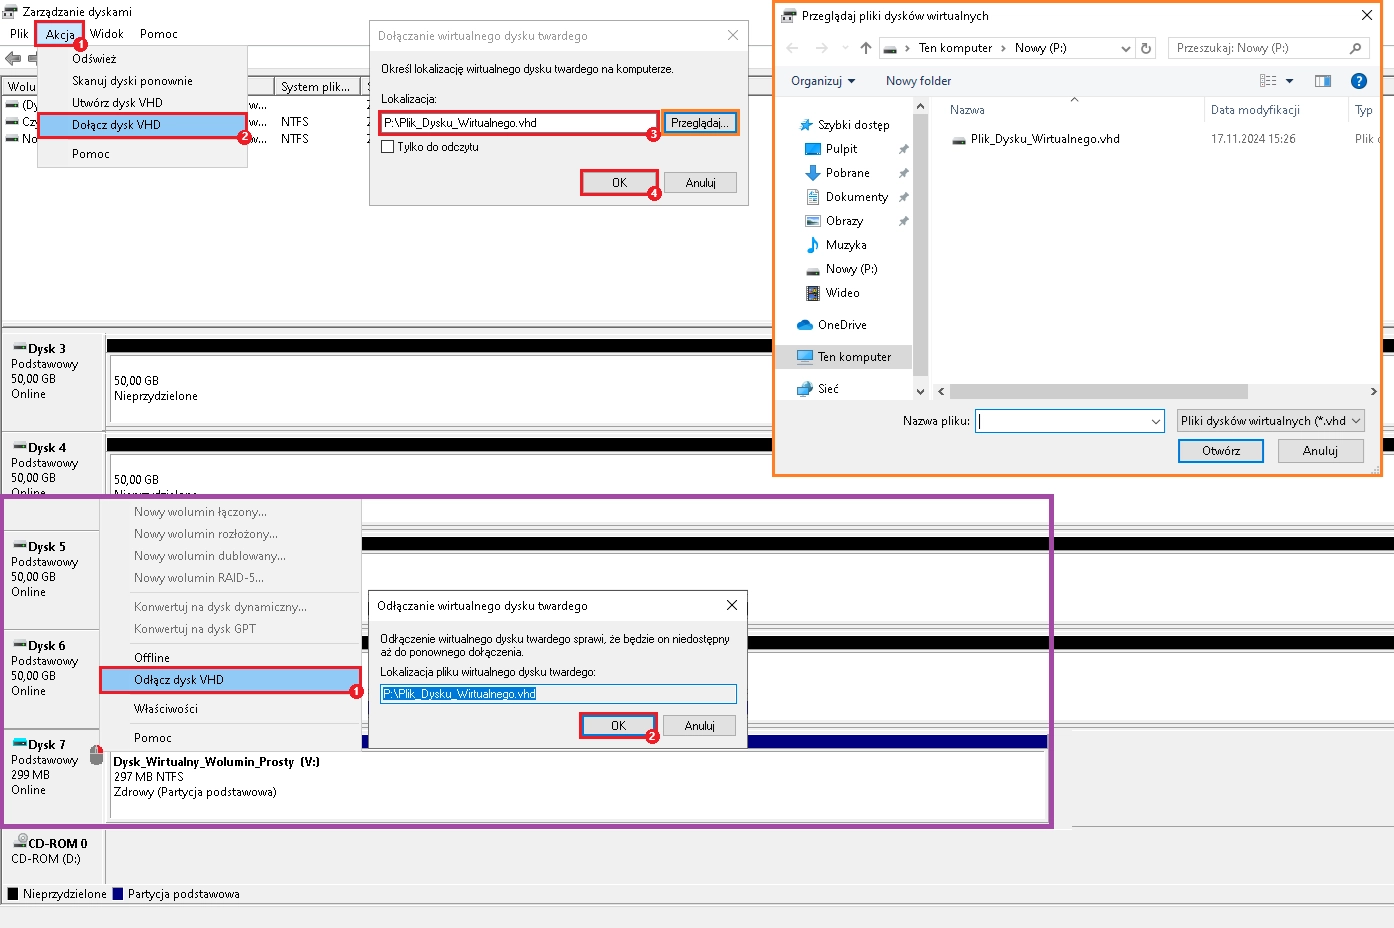 Zarządzanie dyskami
Plik Akcja Widok Pomoc
1
Odśwież
Skanuj dyski ponownie
Utwórz dysk VHD
Dołącz dysk VHD
2
Pomoc
Wolu
System plik...
S
(Dy
w...
Z
Czy
w...
NTFS
Z
No
w...
NTFS
Z
Dołączanie wirtualnego dysku twardego
Określ lokalizację wirtualnego dysku twardego na komputerze.
Lokalizacja:
P:\Plik_Dysku_Wirtualnego.vhd
3
Przeglądaj...
Tylko do odczytu
OK
4
Anuluj
Przeglądaj pliki dysków wirtualnych
Ten komputer > Nowy (P:)
Przeszukaj: Nowy (P:)
Organizuj
Nowy folder
?
Nazwa
Data modyfikacji
Typ
Szybki dostęp
Pulpit
Pobrane
Dokumenty
Obrazy
Muzyka
Nowy (P:)
Wideo
OneDrive
Ten komputer
Sieć
Plik_Dysku_Wirtualnego.vhd
17.11.2024 15:26
Plik
Nazwa pliku:
Pliki dysków wirtualnych (*.vhd
Otwórz
Anuluj
Dysk 3
Podstawowy
50,00 GB
Online
50,00 GB
Nieprzydzielone
Dysk 4
Podstawowy
50,00 GB
Online
50,00 GB
Nieprzydzielone
Nowy wolumin łączony...
Nowy wolumin rozłożony...
Nowy wolumin dublowany...
Nowy wolumin RAID-5...
Konwertuj na dysk dynamiczny...
Konwertuj na dysk GPT
Offline
Odłącz dysk VHD
1
Właściwości
Pomoc
Dysk 5
Podstawowy
50,00 GB
Online
Dysk 6
Podstawowy
50,00 GB
Online
Odłączanie wirtualnego dysku twardego
Odłączenie wirtualnego dysku twardego sprawi, że będzie on niedostępny
aż do ponownego dołączenia.
Lokalizacja pliku wirtualnego dysku twardego:
P:\Plik_Dysku_Wirtualnego.vhd
OK
2
Anuluj
Dysk 7
Podstawowy
299 MB
Online
Dysk_Wirtualny_Wolumin_Prosty (V:)
297 MB NTFS
Zdrowy (Partycja podstawowa)
CD-ROM 0
CD-ROM (D:)
Nieprzydzielone
Partycja podstawowa